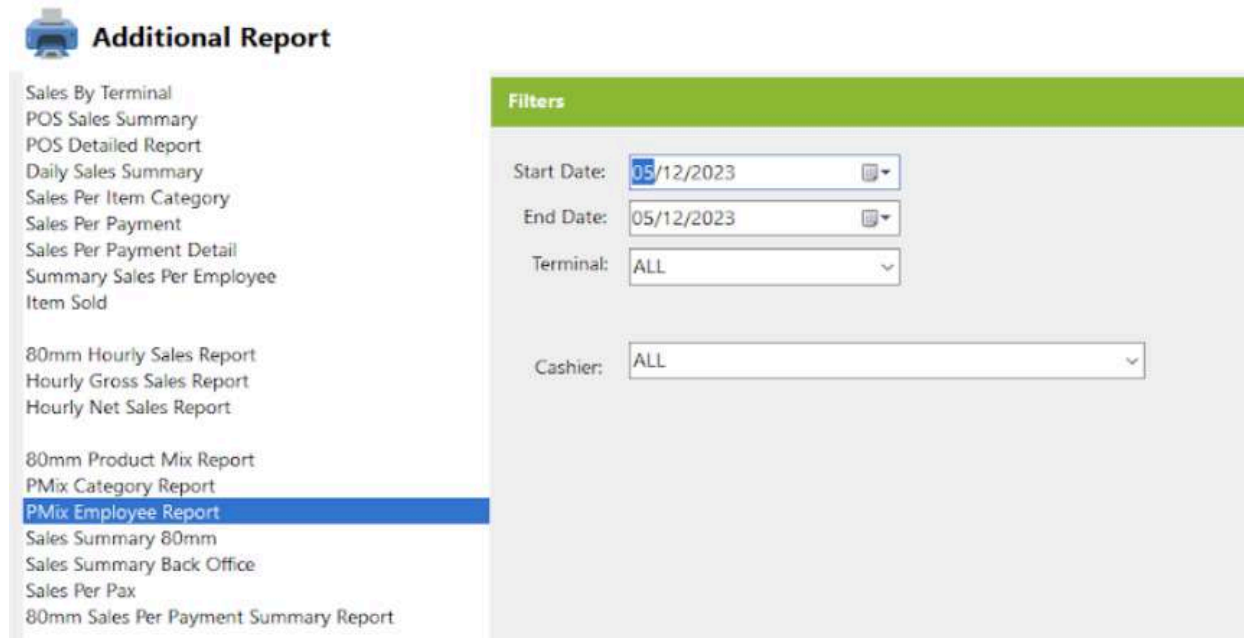 Additional Report
Sales By Terminal
POS Sales Summary
POS Detailed Report
Daily Sales Summary
Sales Per Item Category
Sales Per Payment
Sales Per Payment Detail
Summary Sales Per Employee
Item Sold
80mm Hourly Sales Report
Hourly Gross Sales Report
Hourly Net Sales Report
80mm Product Mix Report
PMix Category Report
PMix Employee Report
Sales Summary 80mm
Sales Summary Back Office
Sales Per Pax
80mm Sales Per Payment Summary Report
Filters
Start Date: 05/12/2023
End Date: 05/12/2023
Terminal: ALL
Cashier: ALL